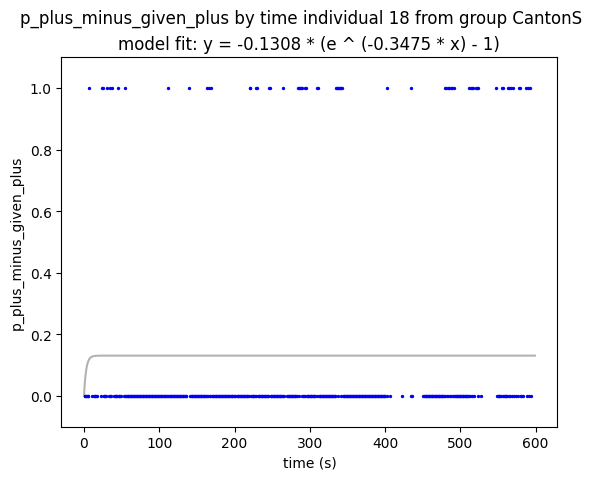 p_plus_minus_given_plus by time individual 18 from group CantonS
model fit: y = -0.1308 * (e ^ (-0.3475 * x) - 1)
1.0
0.8
0.6
0.4
0.2
0.0
p_plus_minus_given_plus
0 100 200 300 400 500 600
time (s)